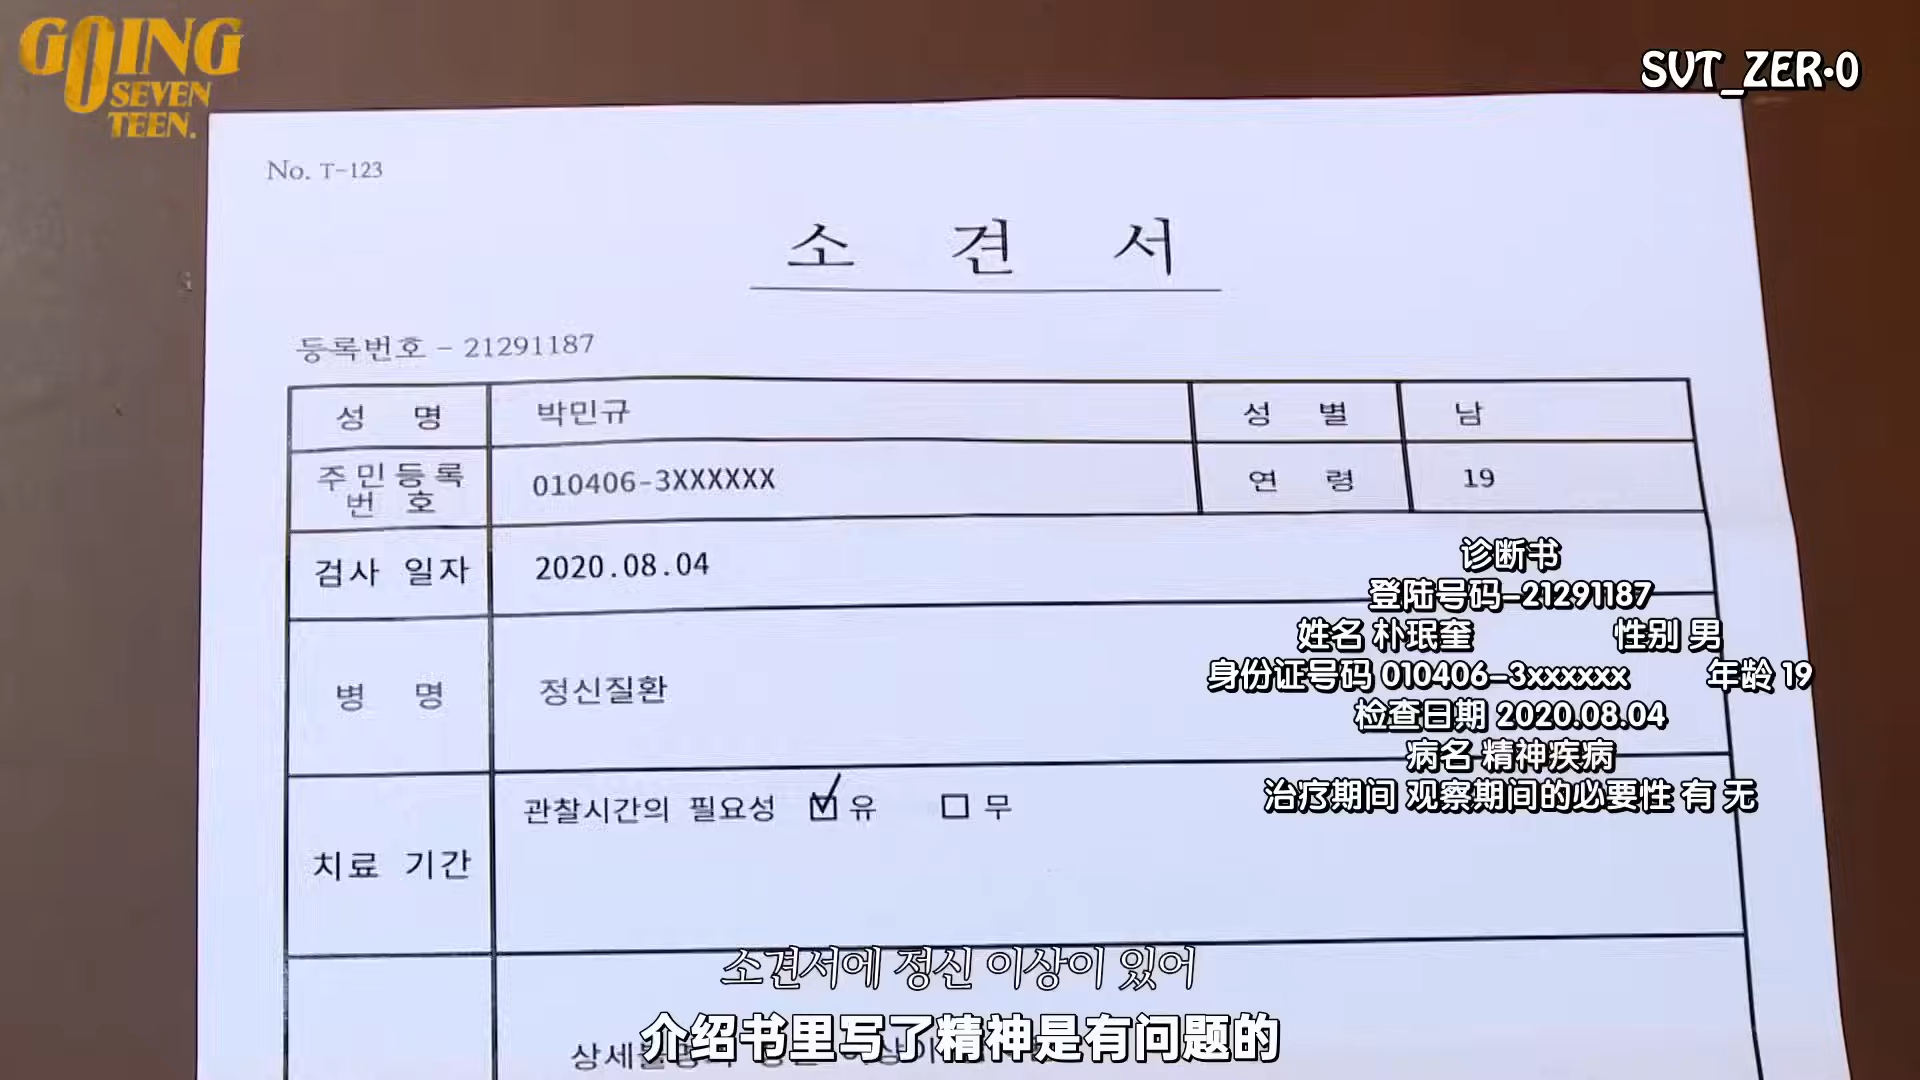 GOING
SEVEN
TEEN.
SVT_ZER·0
No. T-123
소 견 서
등록번호 - 21291187
성 명 박민규 성 별 남
주민등록
번 호 010406-3XXXXXX 연 령 19
검사 일자 2020.08.04
병 명 정신질환
관찰시간의 필요성 ☑ 유 ☐ 무
치료 기간
诊断书
登陆号码-21291187
姓名 朴珉奎 性别 男
身份证号码 010406-3xxxxxx 年龄 19
检查日期 2020.08.04
病名 精神疾病
治疗期间 观察期间的必要性 有 无
소견서에 정신 이상이 있어
介绍书里写了精神是有问题的
상세